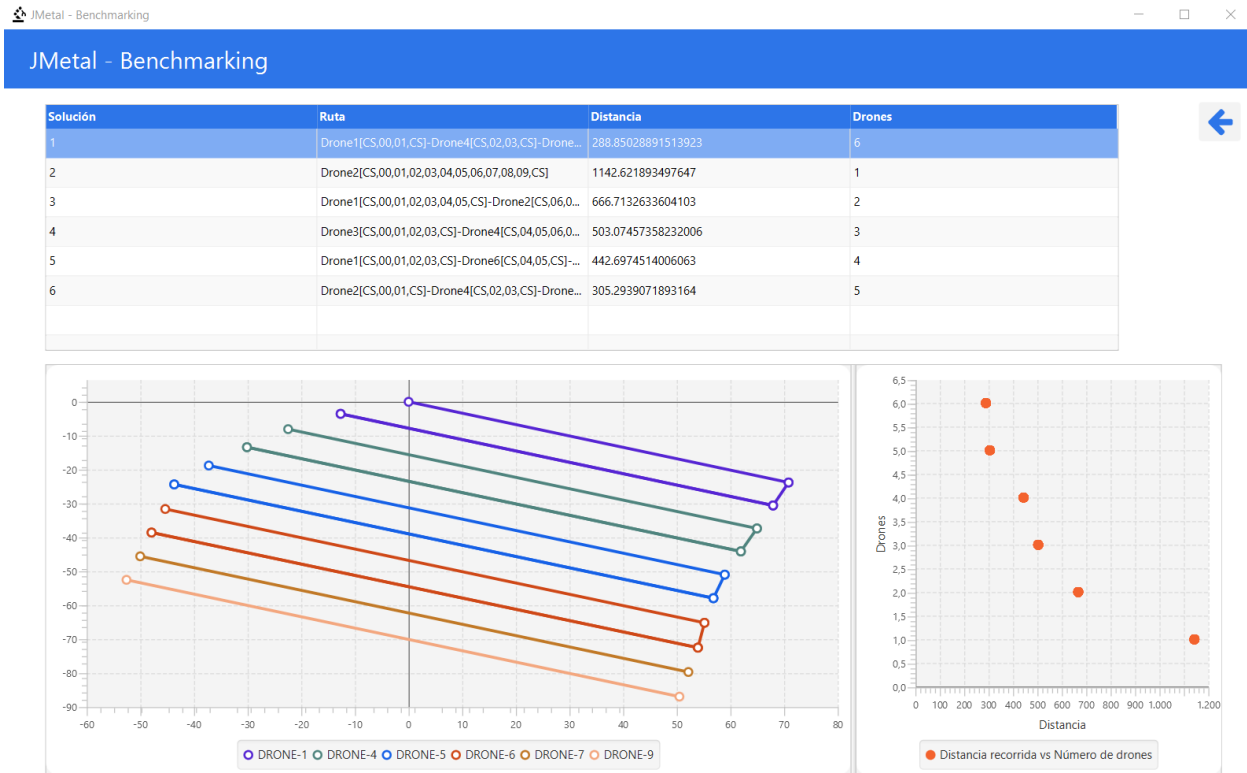 JMetal - Benchmarking
JMetal - Benchmarking
Solución Ruta Distancia Drones
1 Drone1[CS,00,01,CS]-Drone4[CS,02,03,CS]-Drone... 288.85028891513923 6
2 Drone2[CS,00,01,02,03,04,05,06,07,08,09,CS] 1142.621893497647 1
3 Drone1[CS,00,01,02,03,04,05,CS]-Drone2[CS,06,0... 666.7132633604103 2
4 Drone3[CS,00,01,02,03,CS]-Drone4[CS,04,05,06,0... 503.07457358232006 3
5 Drone1[CS,00,01,02,03,CS]-Drone6[CS,04,05,CS]-... 442.6974514006063 4
6 Drone2[CS,00,01,CS]-Drone4[CS,02,03,CS]-Drone... 305.2939071893164 5
0
-10
-20
-30
-40
-50
-60
-70
-80
-90
-60 -50 -40 -30 -20 -10 0 10 20 30 40 50 60 70 80
DRONE-1 DRONE-4 DRONE-5 DRONE-6 DRONE-7 DRONE-9
Drones
6,5
6,0
5,5
5,0
4,5
4,0
3,5
3,0
2,5
2,0
1,5
1,0
0,5
0,0
0 100 200 300 400 500 600 700 800 900 1.000 1.200
Distancia
Distancia recorrida vs Número de drones